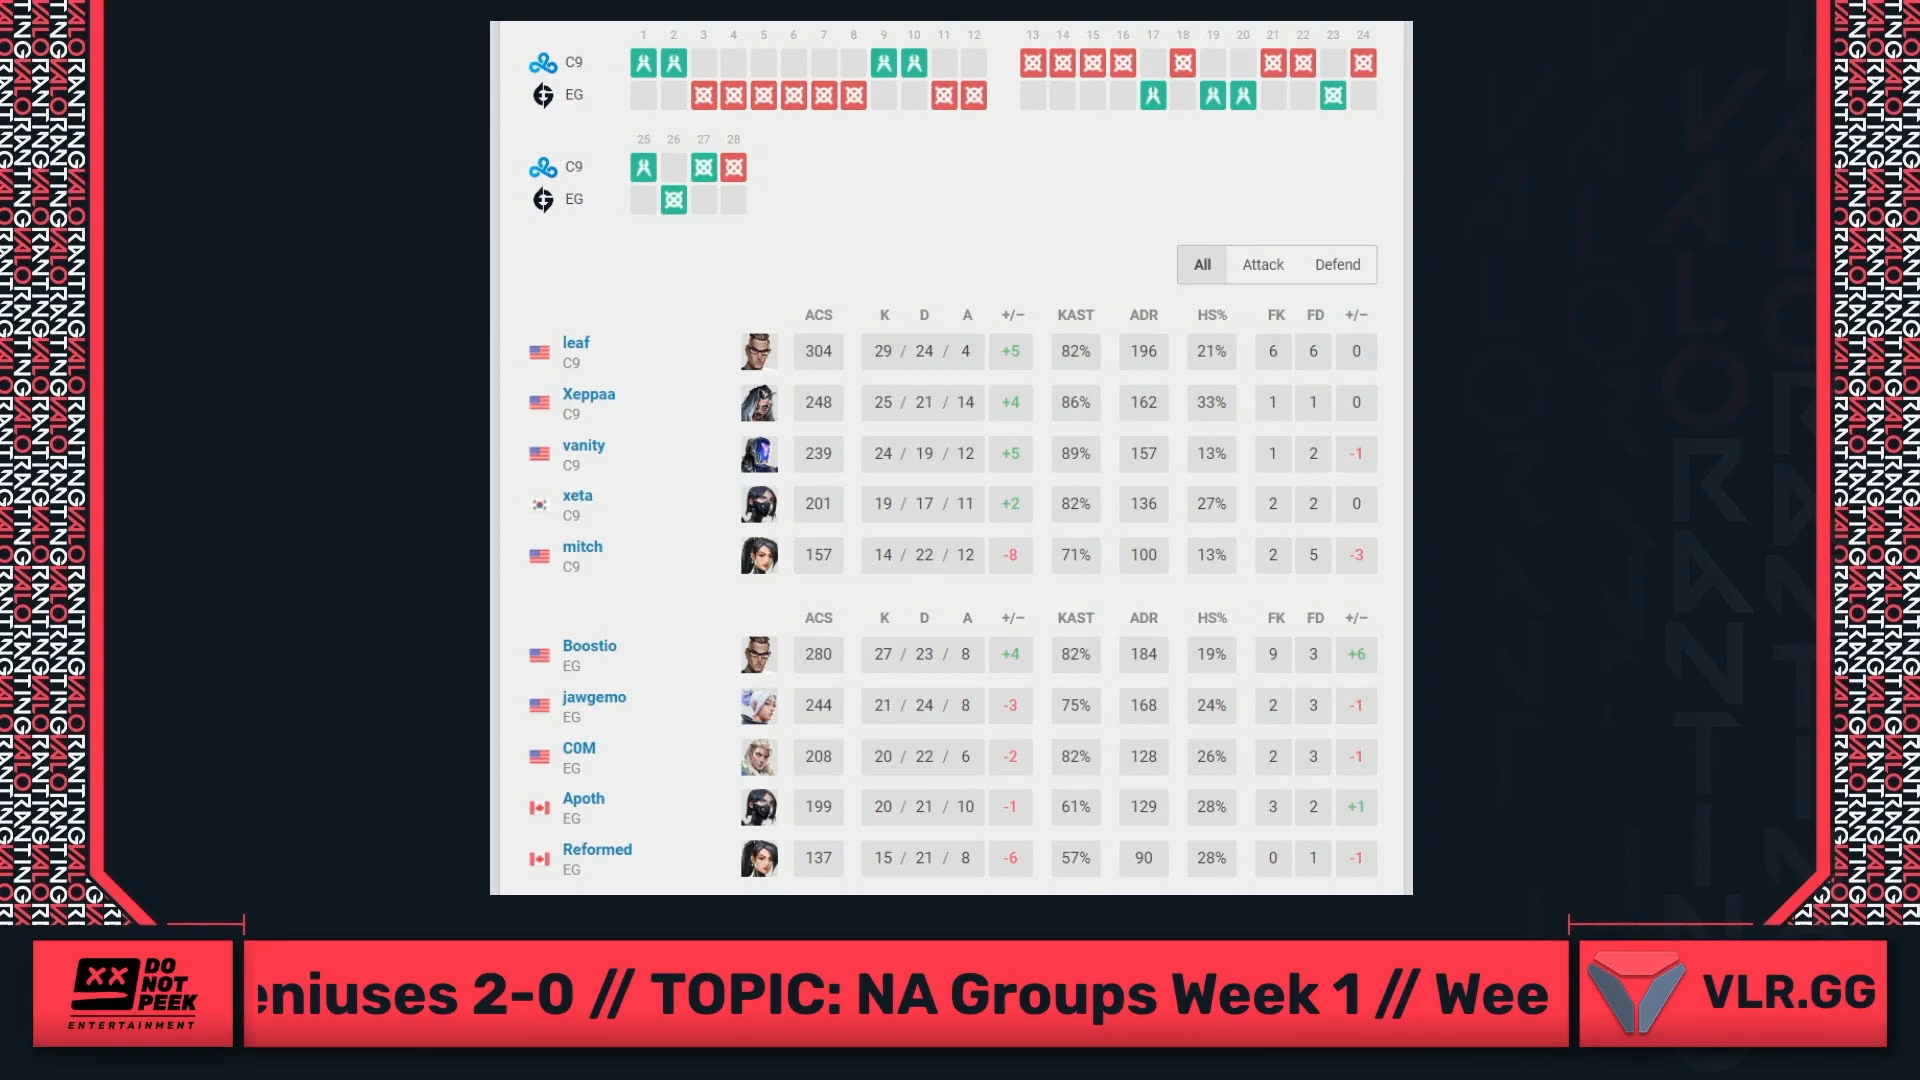 1 2 3 4 5 6 7 8 9 10 11 12 13 14 15 16 17 18 19 20 21 22 23 24
C9
EG
25 26 27 28
C9
EG
All Attack Defend
ACS K D A +/– KAST ADR HS% FK FD +/–
leaf C9 304 29 / 24 / 4 +5 82% 196 21% 6 6 0
Xeppaa C9 248 25 / 21 / 14 +4 86% 162 33% 1 1 0
vanity C9 239 24 / 19 / 12 +5 89% 157 13% 1 2 -1
xeta C9 201 19 / 17 / 11 +2 82% 136 27% 2 2 0
mitch C9 157 14 / 22 / 12 -8 71% 100 13% 2 5 -3
ACS K D A +/– KAST ADR HS% FK FD +/–
Boostio EG 280 27 / 23 / 8 +4 82% 184 19% 9 3 +6
jawgemo EG 244 21 / 24 / 8 -3 75% 168 24% 2 3 -1
C0M EG 208 20 / 22 / 6 -2 82% 128 26% 2 3 -1
Apoth EG 199 20 / 21 / 10 -1 61% 129 28% 3 2 +1
Reformed EG 137 15 / 21 / 8 -6 57% 90 28% 0 1 -1
DO NOT PEEK
ENTERTAINMENT
eniuses 2-0 // TOPIC: NA Groups Week 1 // Wee
VLR.GG
VALORANTING